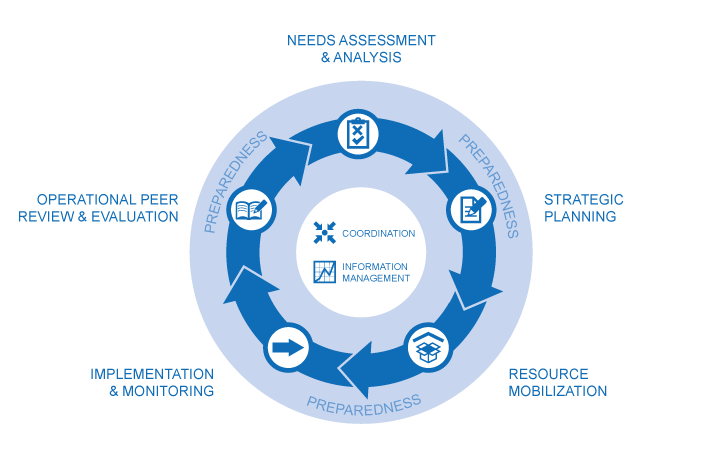 NEEDS ASSESSMENT
& ANALYSIS
PREPAREDNESS
PREPAREDNESS
OPERATIONAL PEER
REVIEW & EVALUATION
STRATEGIC
PLANNING
COORDINATION
INFORMATION
MANAGEMENT
IMPLEMENTATION
& MONITORING
RESOURCE
MOBILIZATION
PREPAREDNESS